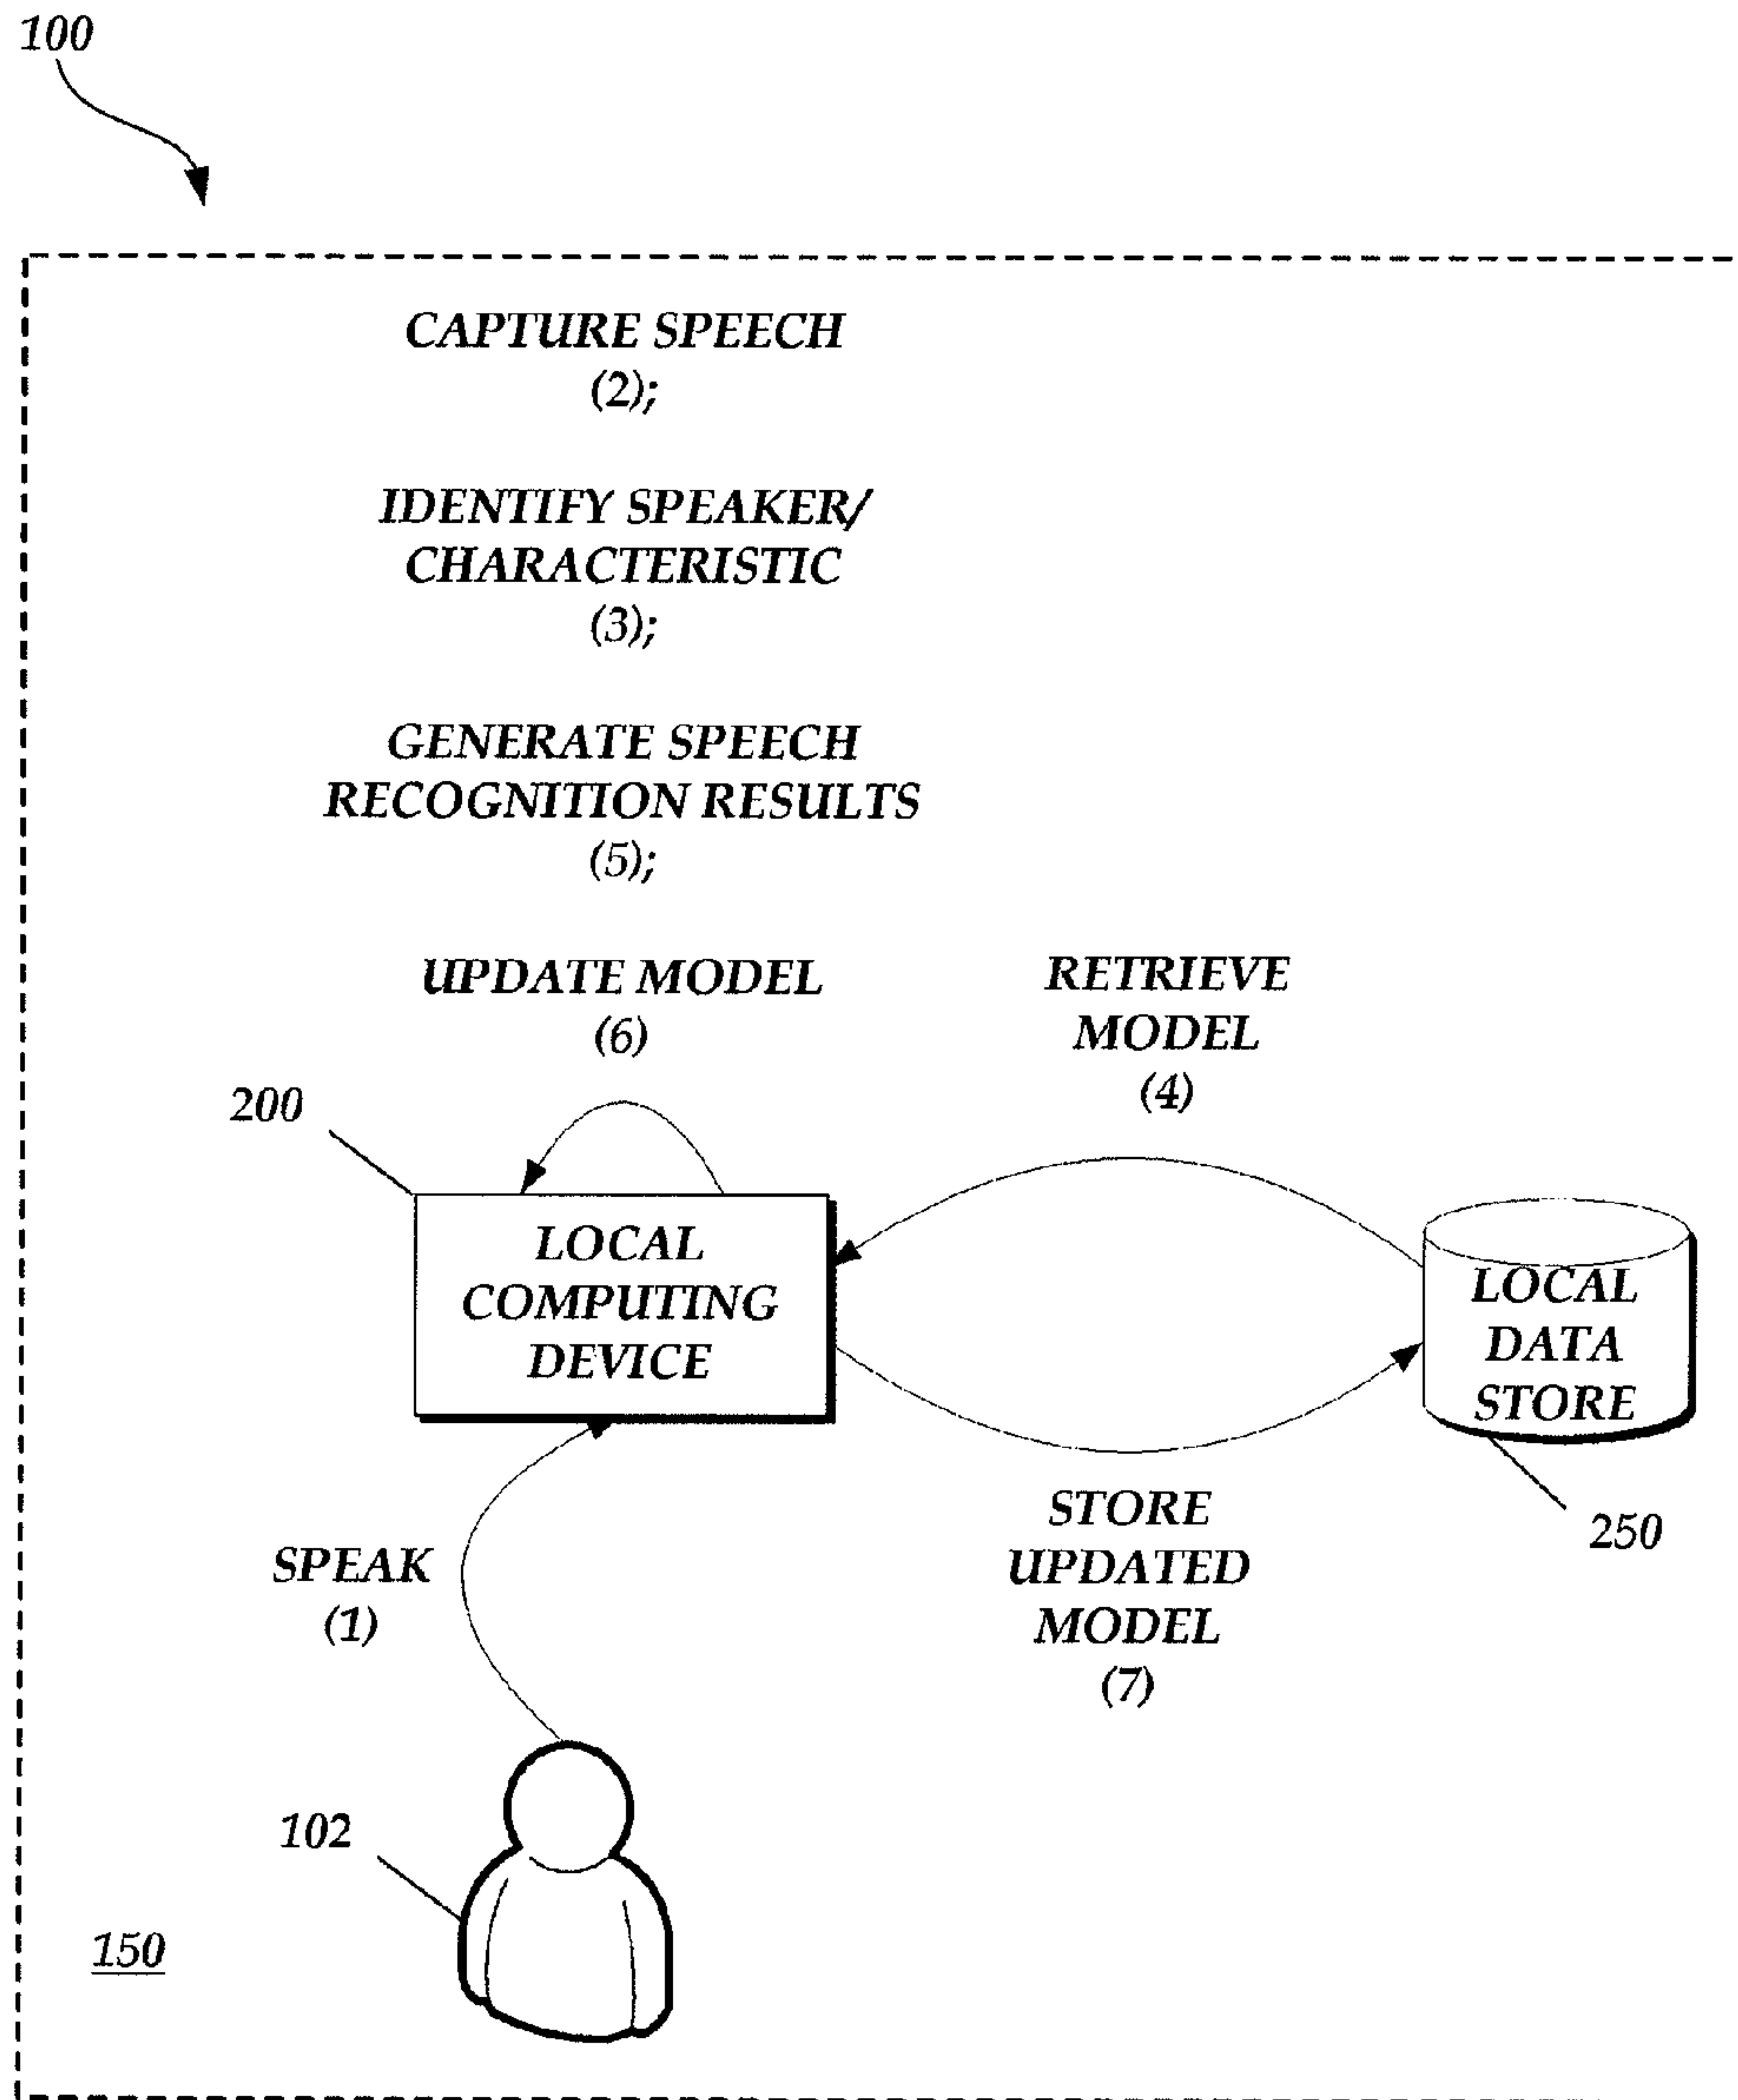 100
CAPTURE SPEECH
(2);
IDENTIFY SPEAKER/
CHARACTERISTIC
(3);
GENERATE SPEECH
RECOGNITION RESULTS
(5);
UPDATE MODEL
(6)
RETRIEVE
MODEL
(4)
200
LOCAL
COMPUTING
DEVICE
LOCAL
DATA
STORE
250
STORE
UPDATED
MODEL
(7)
SPEAK
(1)
102
150